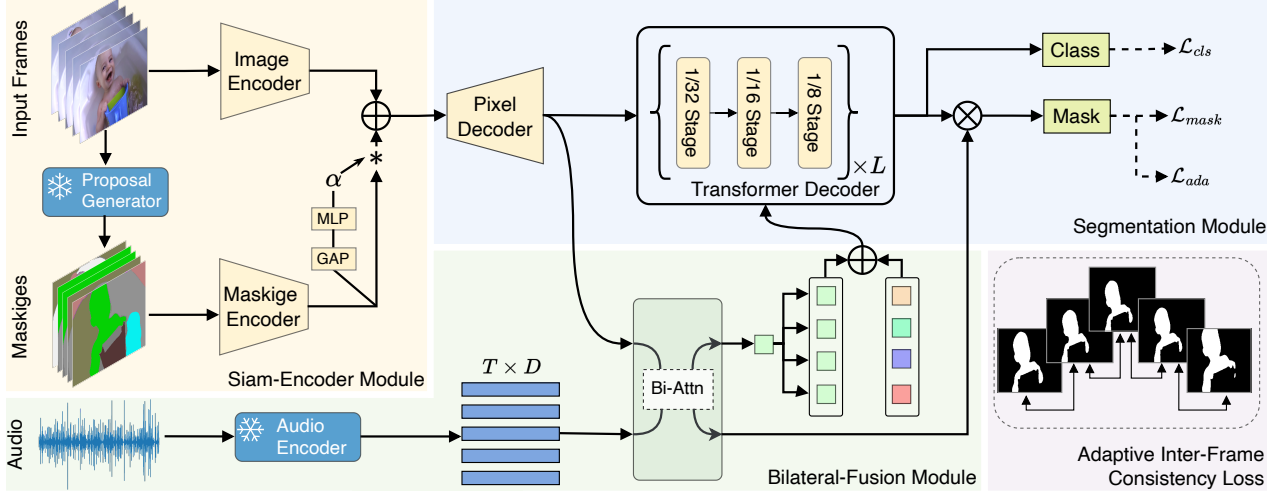 Input Frames
Image
Encoder
Proposal
Generator
Maskiges
Maskige
Encoder
α
*
MLP
GAP
Siam-Encoder Module
Pixel
Decoder
1/32 Stage
1/16 Stage
1/8 Stage
×L
Transformer Decoder
Class
Mask
ℒcls
ℒmask
ℒada
Segmentation Module
Audio
Audio
Encoder
T × D
Bi-Attn
Bilateral-Fusion Module
Adaptive Inter-Frame
Consistency Loss